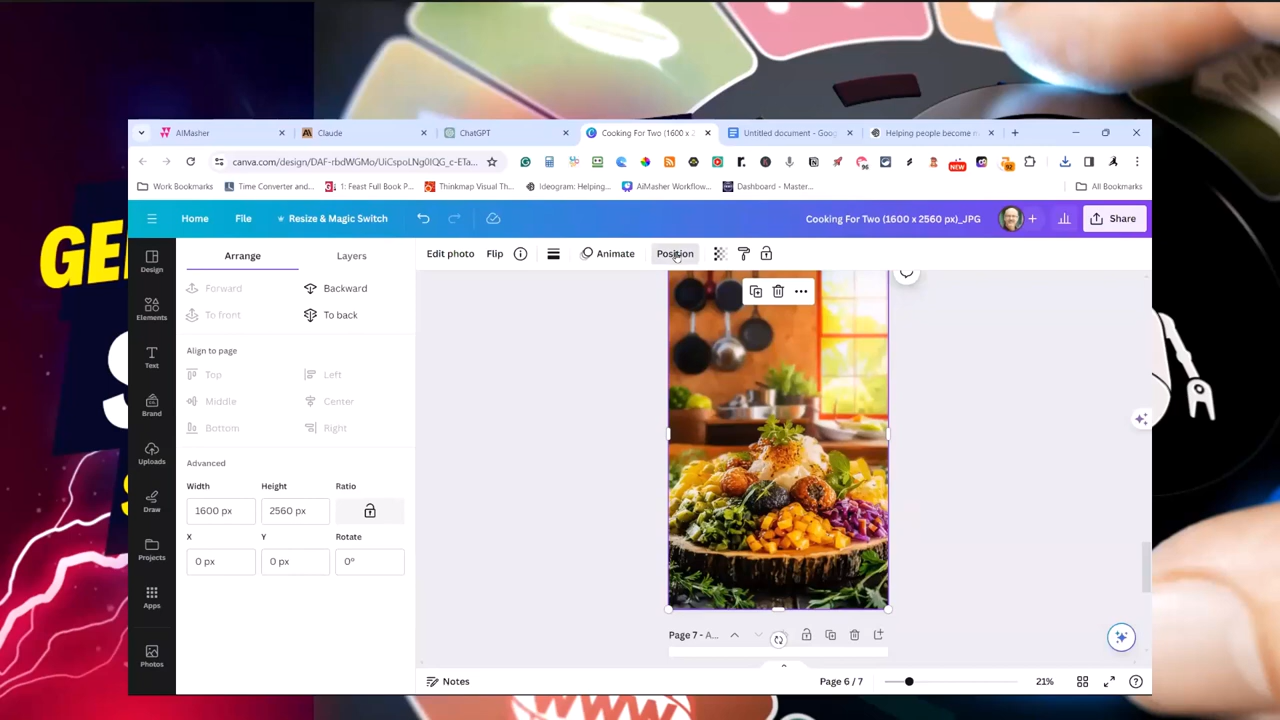 GE
S
AIMasher
Claude
ChatGPT
Cooking For Two (1600 x 2
Untitled document - Goog
Helping people become m
canva.com/design/DAF-rbdWGMo/UiCspoLNg0IQG_c-ETa...
NEW
96
92
Work Bookmarks
Time Converter and...
1: Feast Full Book P...
Thinkmap Visual Th...
Ideogram: Helping...
AiMasher Workflow...
Dashboard - Master...
All Bookmarks
Home
File
Resize & Magic Switch
Cooking For Two (1600 x 2560 px)_JPG
Share
Design
Elements
Text
Brand
Uploads
Draw
Projects
Apps
Photos
Arrange
Layers
Forward
Backward
To front
To back
Align to page
Top
Left
Middle
Center
Bottom
Right
Advanced
Width
Height
Ratio
1600 px
2560 px
X
Y
Rotate
0 px
0 px
0°
Edit photo
Flip
Animate
Position
Page 7 - A...
Notes
Page 6 / 7
21%
WWW